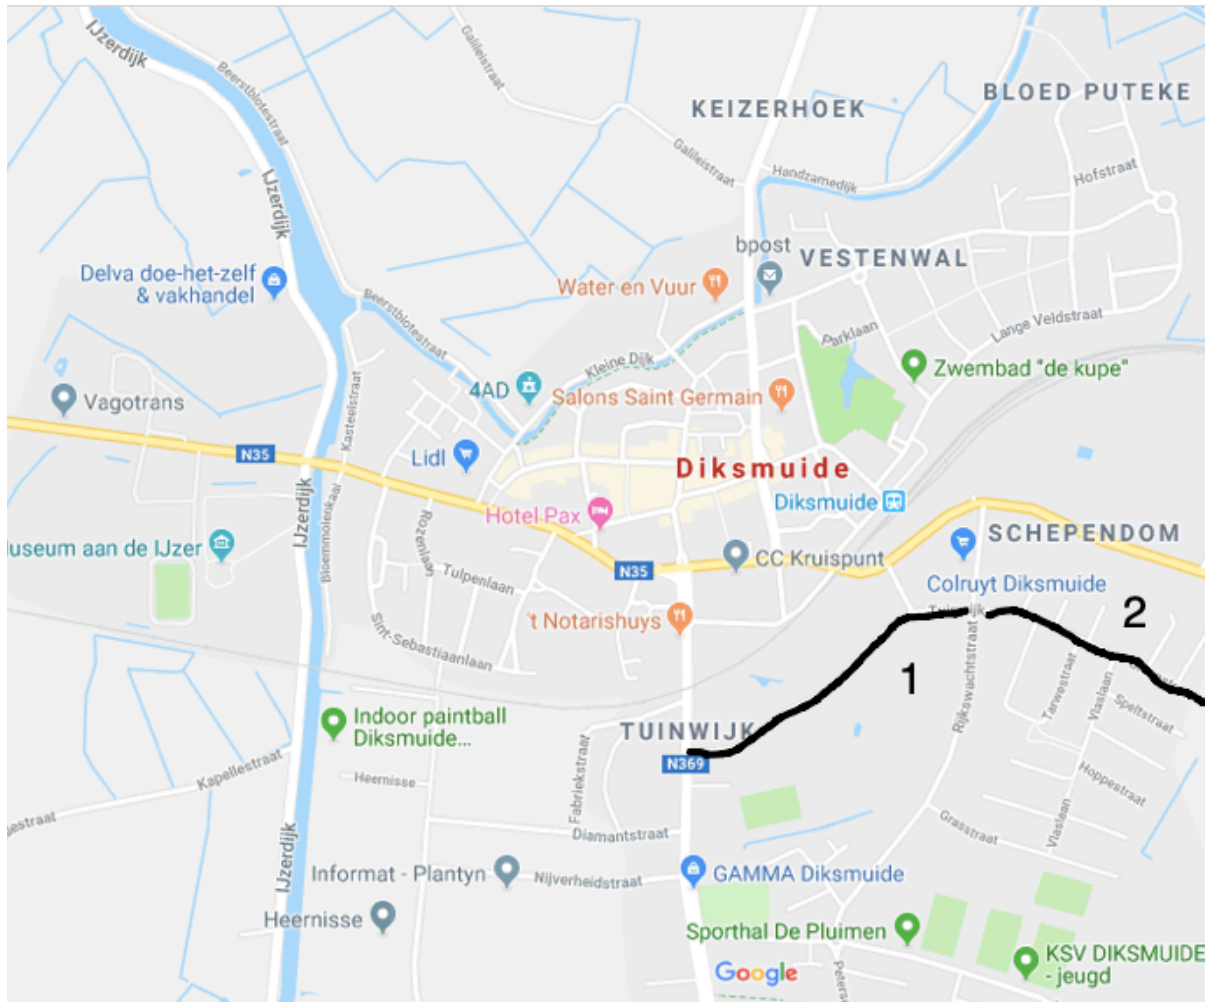 IJzerdijk
Beerstblotestraat
Galileistraat
KEIZERHOEK
BLOED PUTEKE
Galileistraat
Handzamedijk
Hofstraat
IJzerdijk
bpost
VESTENWAL
Delva doe-het-zelf
& vakhandel
Water en Vuur
Beerstblotestraat
Parklaan
Lange Veldstraat
Kleine Dijk
Zwembad "de kupe"
4AD
Salons Saint Germain
Vagotrans
Kasteelstraat
N35
Lidl
Diksmuide
Diksmuide
Hotel Pax
IJzerdijk
Bloemmolenkaai
Rozenlaan
useum aan de IJzer
SCHEPENDOM
CC Kruispunt
N35
Tulpenlaan
Colruyt Diksmuide
't Notarishuys
Tuinwijk
2
Sint-Sebastiaanlaan
1
Rijkswachtstraat
Tarwestraat
Vlaslaan
Speltstraat
Indoor paintball
Diksmuide...
TUINWIJK
N369
Kapellestraat
Heernisse
Fabriekstraat
Hoppestraat
Diamantstraat
Grasstraat
Vlaslaan
IJzerdijk
Informat - Plantyn
Nijverheidstraat
GAMMA Diksmuide
Heernisse
Sporthal De Pluimen
KSV DIKSMUIDE
- jeugd
Google